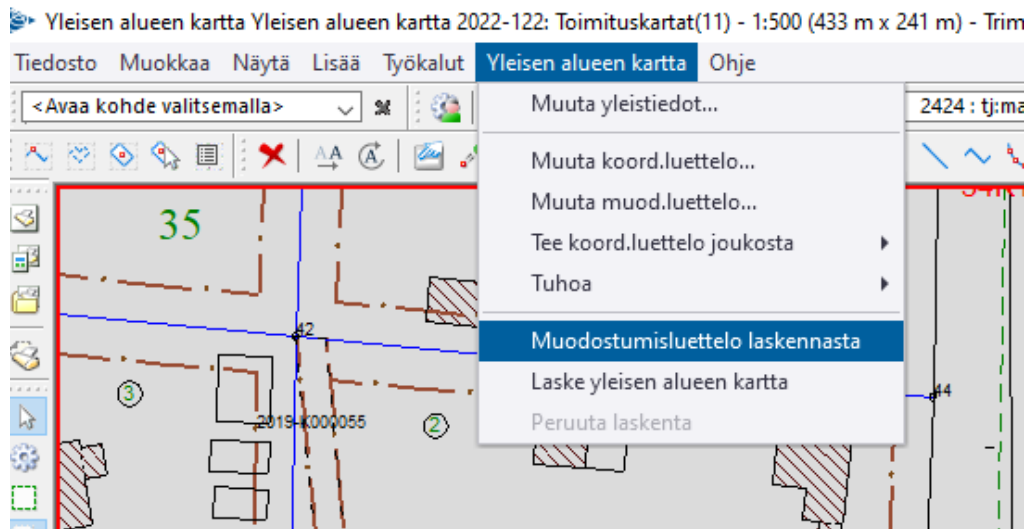 Yleisen alueen kartta Yleisen alueen kartta 2022-122: Toimituskartat(11) - 1:500 (433 m x 241 m) - Trim
Tiedosto Muokkaa Näytä Lisää Työkalut Yleisen alueen kartta Ohje
<Avaa kohde valitsemalla>
2424 : tj:ma
Muuta yleistiedot...
Muuta koord.luettelo...
Muuta muod.luettelo...
Tee koord.luettelo joukosta
Tuhoa
Muodostumisluettelo laskennasta
Laske yleisen alueen kartta
Peruuta laskenta
35
42
44
3
2019-K000055
2